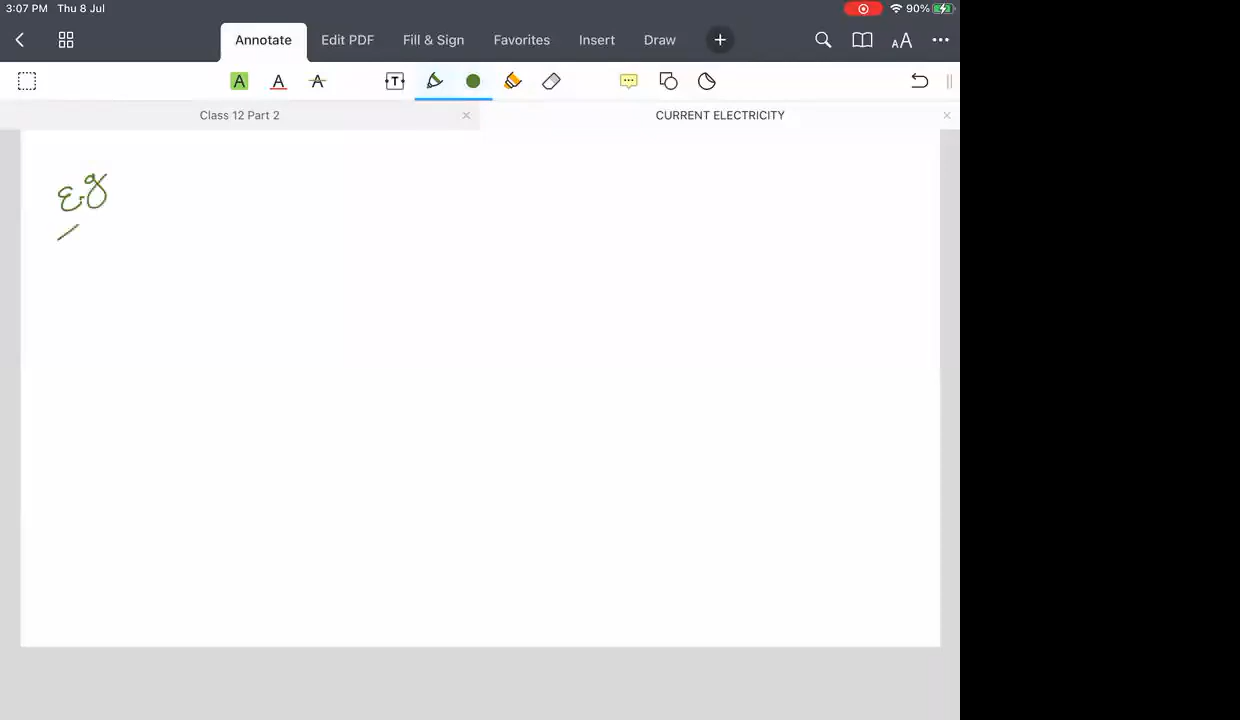 3:07 PM Thu 8 Jul 90%
Annotate Edit PDF Fill & Sign Favorites Insert Draw
Class 12 Part 2 CURRENT ELECTRICITY
E.g